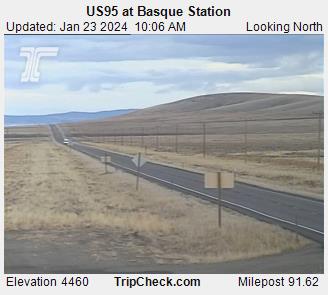 US95 at Basque Station
Updated: Jan 23 2024 10:06 AM Looking North
Elevation 4460 TripCheck.com Milepost 91.62